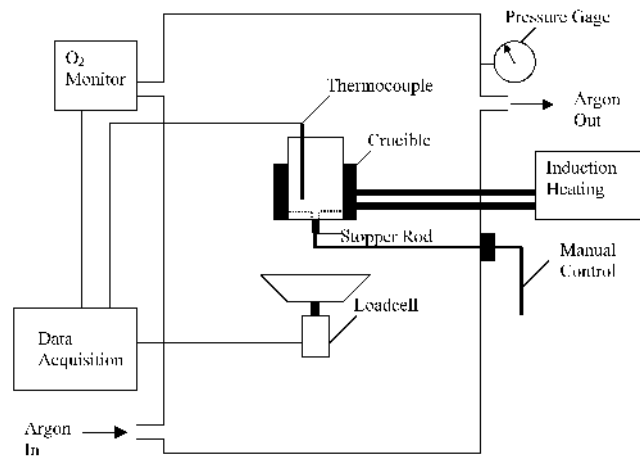 Pressure Gage
O₂
Monitor
Thermocouple
Argon
Out
Crucible
Induction
Heating
Stopper Rod
Manual
Control
Loadcell
Data
Acquisition
Argon
In